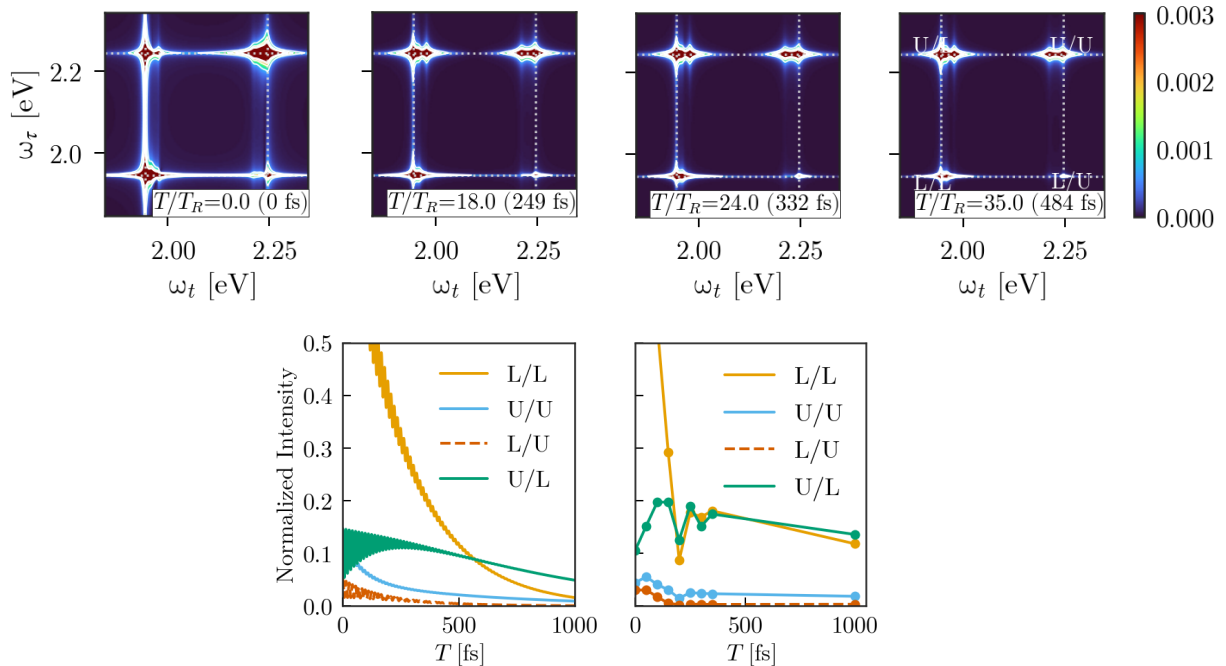 0.003
0.002
0.001
0.000
ω_τ [eV]
2.2
2.0
T/T_R=0.0 (0 fs)
2.00 2.25
ω_t [eV]
T/T_R=18.0 (249 fs)
2.00 2.25
ω_t [eV]
T/T_R=24.0 (332 fs)
2.00 2.25
ω_t [eV]
U/L U/U
L/L L/U
T/T_R=35.0 (484 fs)
2.00 2.25
ω_t [eV]
Normalized Intensity
0.5
0.4
0.3
0.2
0.1
0.0
L/L
U/U
L/U
U/L
0 500 1000
T [fs]
L/L
U/U
L/U
U/L
0 500 1000
T [fs]